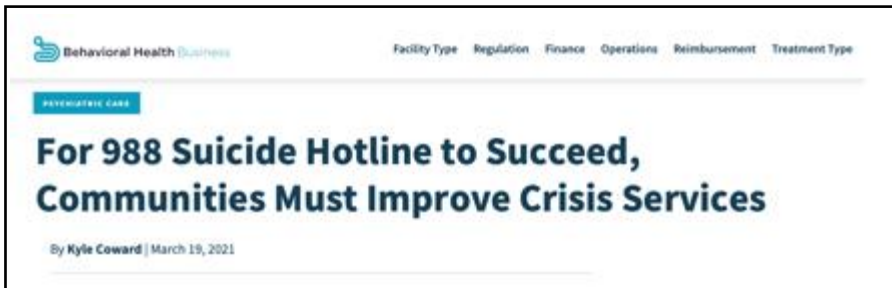 Behavioral Health Business
Facility Type Regulation Finance Operations Reimbursement Treatment Type
PSYCHIATRIC CARE
For 988 Suicide Hotline to Succeed,
Communities Must Improve Crisis Services
By Kyle Coward | March 19, 2021